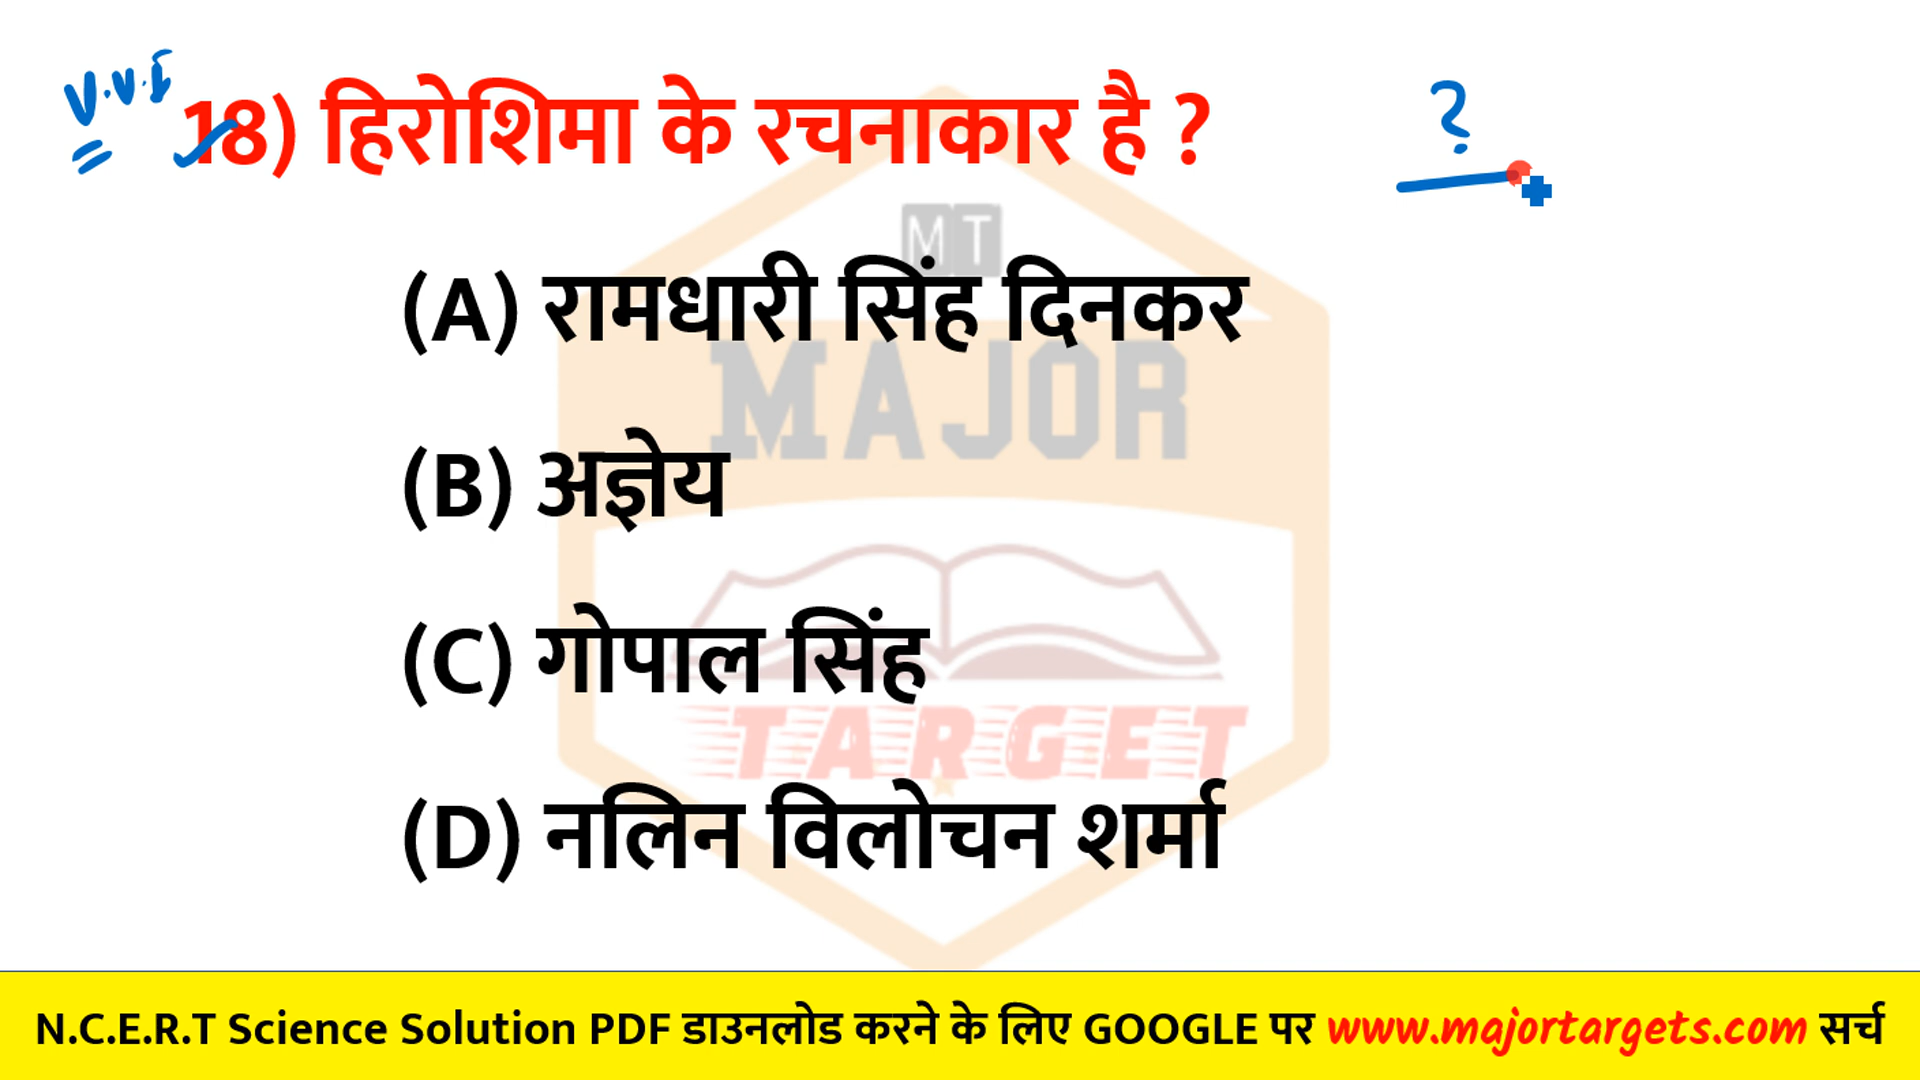 v.v.I
18) हिरोशिमा के रचनाकार है ?
?
MT
(A) रामधारी सिंह दिनकर
MAJOR
(B) अज्ञेय
(C) गोपाल सिंह
TARGET
(D) नलिन विलोचन शर्मा
N.C.E.R.T Science Solution PDF डाउनलोड करने के लिए GOOGLE पर www.majortargets.com सर्च